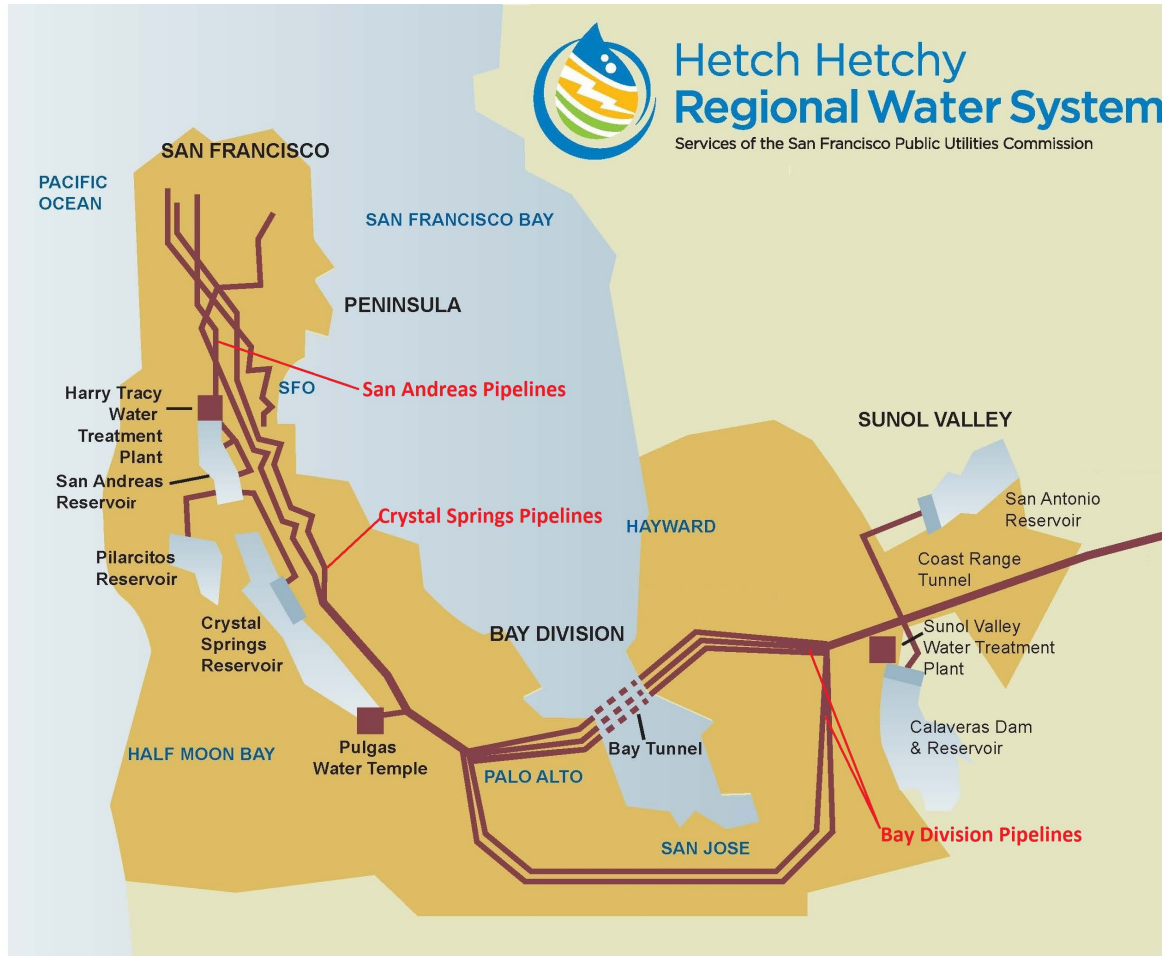 Hetch Hetchy
Regional Water System
Services of the San Francisco Public Utilities Commission
SAN FRANCISCO
PACIFIC
OCEAN
SAN FRANCISCO BAY
PENINSULA
San Andreas Pipelines
SFO
Harry Tracy
Water
Treatment
Plant
San Andreas
Reservoir
SUNOL VALLEY
San Antonio
Reservoir
Crystal Springs Pipelines
HAYWARD
Pilarcitos
Reservoir
Coast Range
Tunnel
Crystal
Springs
Reservoir
BAY DIVISION
Sunol Valley
Water Treatment
Plant
Calaveras Dam
& Reservoir
HALF MOON BAY
Pulgas
Water Temple
Bay Tunnel
PALO ALTO
Bay Division Pipelines
SAN JOSE